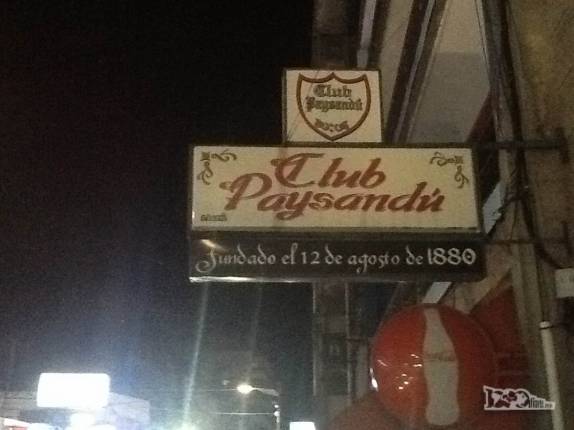 Club
Paysandú
Club
Paysandú
Fundado el 12 de agosto de 1880